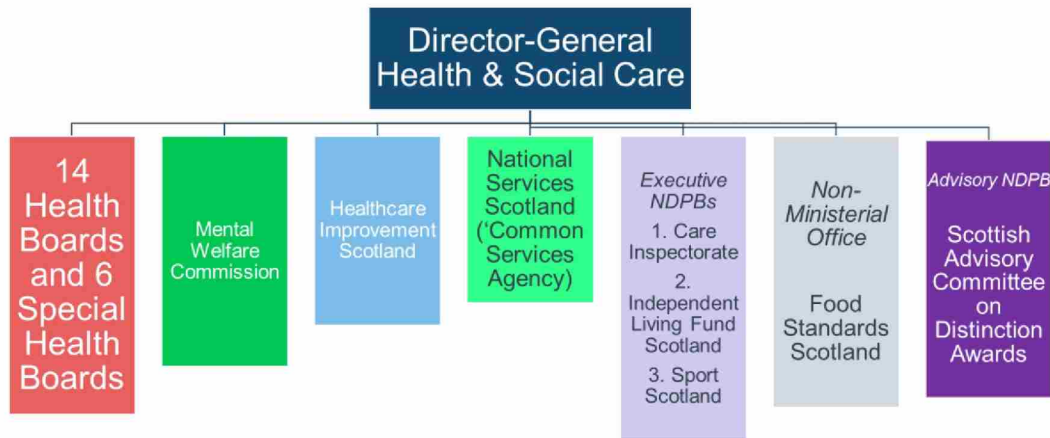 Director-General
Health & Social Care
14
Health
Boards
and 6
Special
Health
Boards
Mental
Welfare
Commission
Healthcare
Improvement
Scotland
National
Services
Scotland
(‘Common
Services
Agency)
Executive
NDPBs
1. Care
Inspectorate
2.
Independent
Living Fund
Scotland
3. Sport
Scotland
Non-
Ministerial
Office
Food
Standards
Scotland
Advisory NDPB
Scottish
Advisory
Committee
on
Distinction
Awards